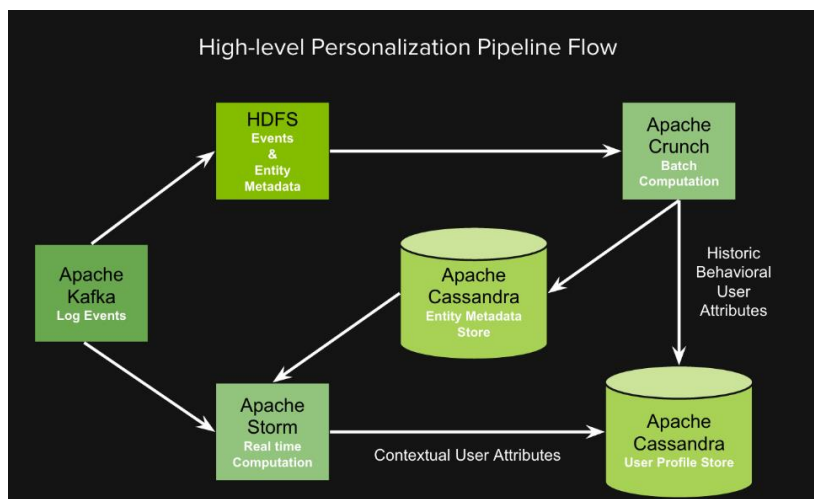 High-level Personalization Pipeline Flow
HDFS
Events
&
Entity
Metadata
Apache
Crunch
Batch
Computation
Apache
Kafka
Log Events
Apache
Cassandra
Entity Metadata
Store
Historic
Behavioral
User
Attributes
Apache
Storm
Real time
Computation
Contextual User Attributes
Apache
Cassandra
User Profile Store